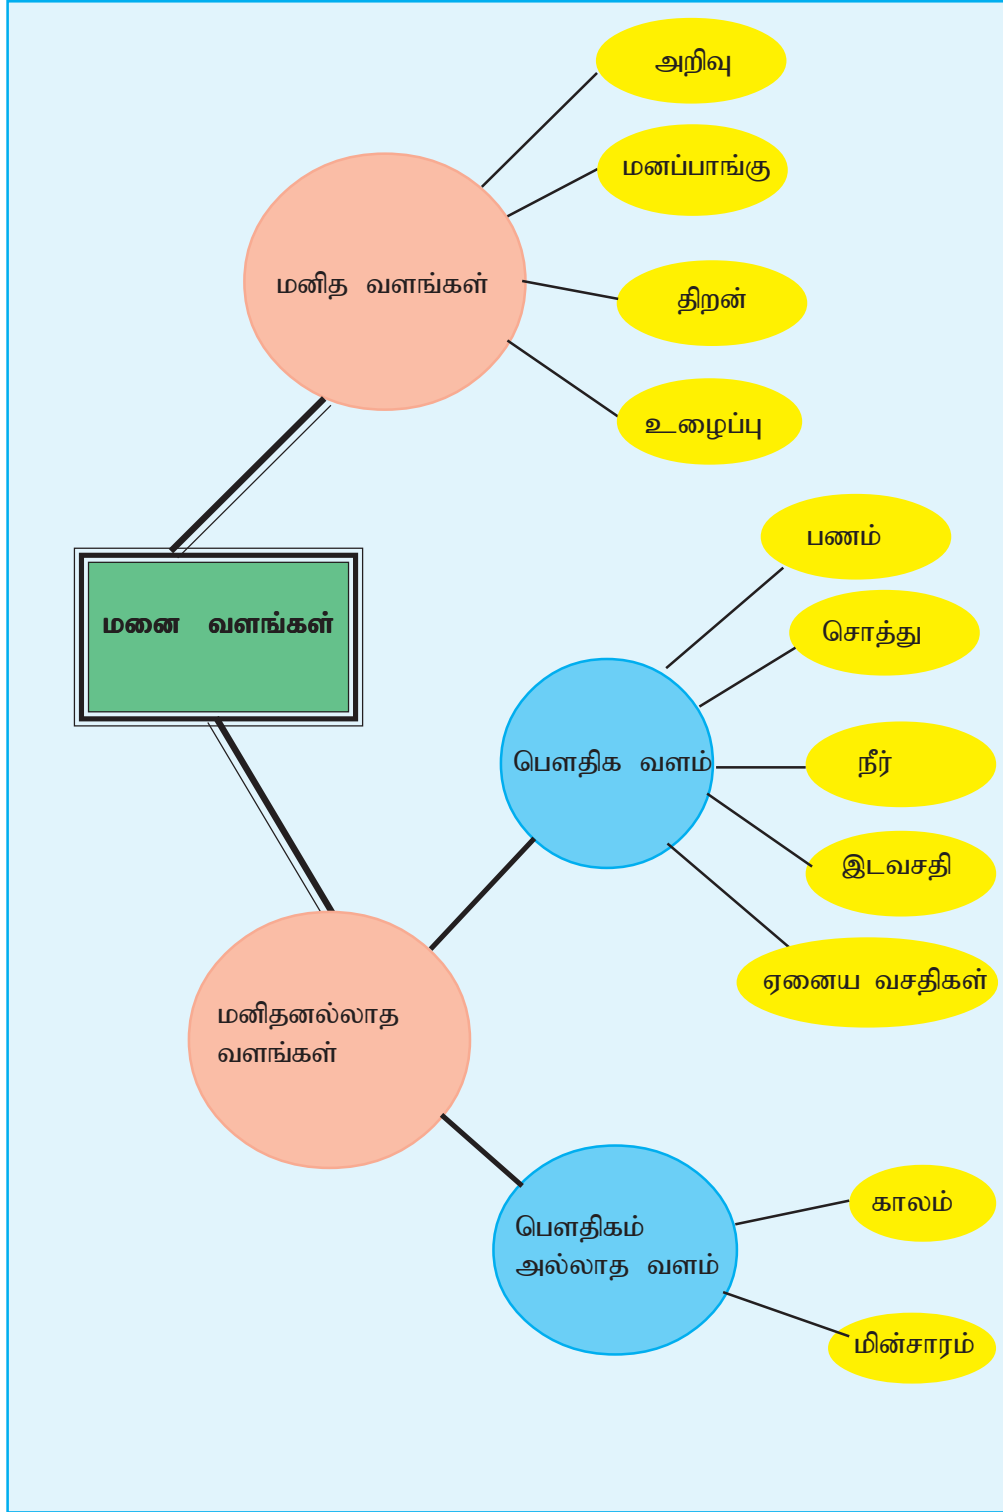 அறிவு
மனப்பாங்கு
மனித வளங்கள்
திறன்
உழைப்பு
பணம்
மனை வளங்கள்
சொத்து
பௌதிக வளம்
நீர்
இடவசதி
ஏனைய வசதிகள்
மனிதனல்லாத
வளங்கள்
காலம்
பௌதிகம்
அல்லாத வளம்
மின்சாரம்